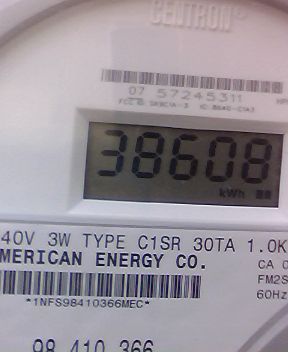 CENTRON®
07 57245311
38608
kWh
40V 3W TYPE C1SR 30TA 1.0K
MERICAN ENERGY CO.
CA 0
FM2S
60Hz
*1NFS98410366MEC*
98 410 366